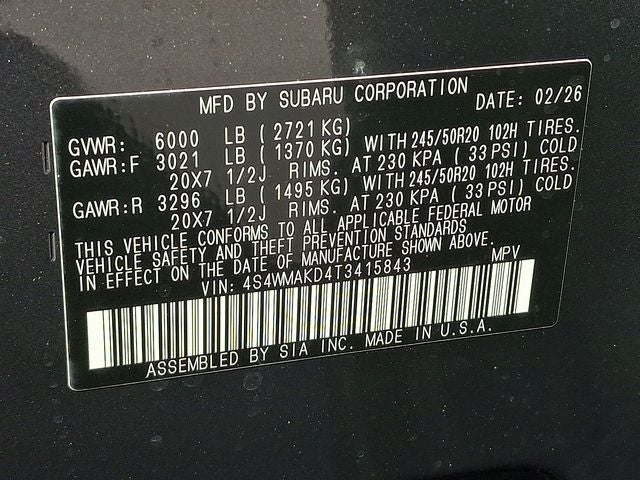 MFD BY SUBARU CORPORATION DATE: 02/26
GVWR: 6000 LB (2721 KG)
GAWR:F 3021 LB (1370 KG) WITH 245/50R20 102H TIRES.
20X7 1/2J RIMS. AT 230 KPA (33 PSI) COLD
GAWR:R 3296 LB (1495 KG) WITH 245/50R20 102H TIRES.
20X7 1/2J RIMS. AT 230 KPA (33 PSI) COLD
THIS VEHICLE CONFORMS TO ALL APPLICABLE FEDERAL MOTOR
VEHICLE SAFETY AND THEFT PREVENTION STANDARDS
IN EFFECT ON THE DATE OF MANUFACTURE SHOWN ABOVE.
VIN: 4S4WMAKD4T3415843 MPV
ASSEMBLED BY SIA INC. MADE IN U.S.A.